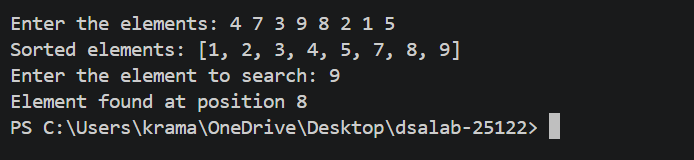 Enter the elements: 4 7 3 9 8 2 1 5
Sorted elements: [1, 2, 3, 4, 5, 7, 8, 9]
Enter the element to search: 9
Element found at position 8
PS C:\Users\krama\OneDrive\Desktop\dsalab-25122>